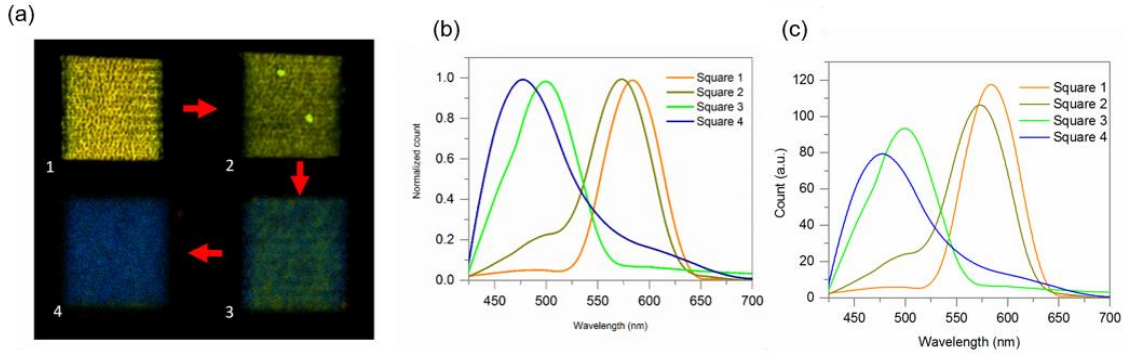 (a)
1
2
4
3
(b)
Normalized count
1.0
0.8
0.6
0.4
0.2
0.0
450
500
550
600
650
700
Wavelength (nm)
Square 1
Square 2
Square 3
Square 4
(c)
Count (a.u.)
120
100
80
60
40
20
0
450
500
550
600
650
700
Wavelength (nm)
Square 1
Square 2
Square 3
Square 4